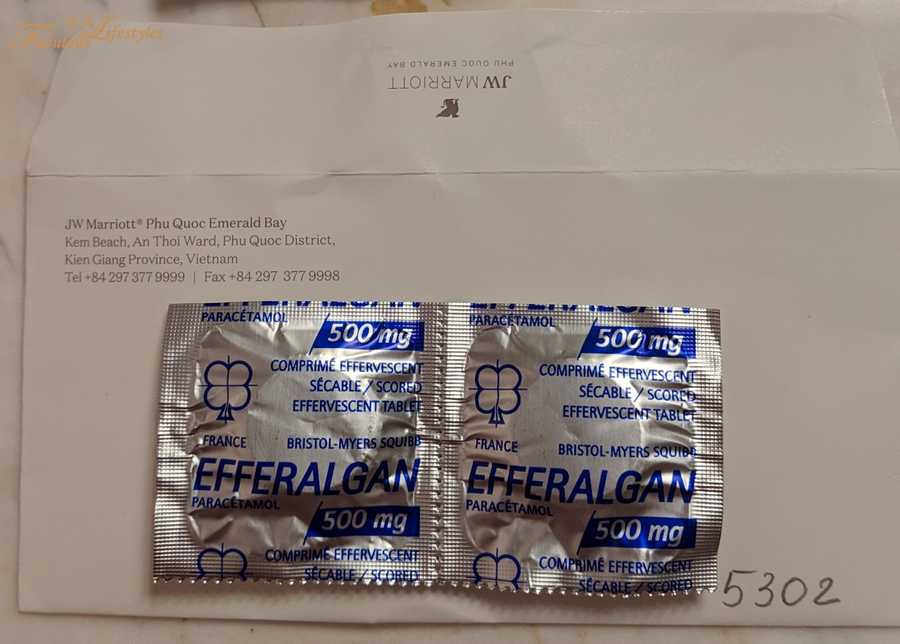 Fabulous Lifestyles
JW MARRIOTT
PHU QUOC EMERALD BAY
JW Marriott® Phu Quoc Emerald Bay
Kem Beach, An Thoi Ward, Phu Quoc District,
Kien Giang Province, Vietnam
Tel +84 297 377 9999 | Fax +84 297 377 9998
EFFERALGAN
PARACÉTAMOL
500 mg
COMPRIMÉ EFFERVESCENT
SÉCABLE / SCORED
EFFERVESCENT TABLET
FRANCE BRISTOL-MYERS SQUIBB
EFFERALGAN
PARACÉTAMOL
500 mg
COMPRIMÉ EFFERVESCENT
SÉCABLE / SCORED
EFFERALGAN
PARACÉTAMOL
500 mg
COMPRIMÉ EFFERVESCENT
SÉCABLE / SCORED
EFFERVESCENT TABLET
FRANCE BRISTOL-MYERS SQUIBB
EFFERALGAN
PARACÉTAMOL
500 mg
COMPRIMÉ EFFERVESCENT
SÉCABLE / SCORED
5302